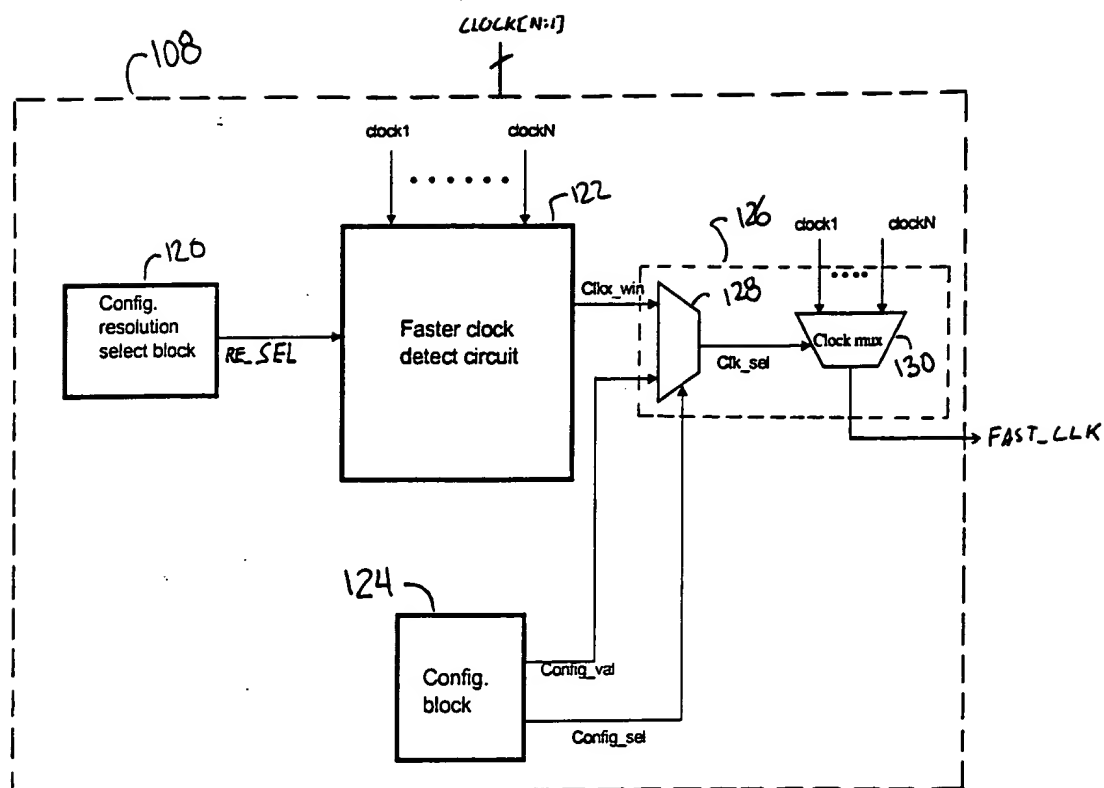 CLOCK[N:1]
108
clock1
clockN
122
126
clock1
clockN
120
Config.
resolution
select block
RE_SEL
Faster clock
detect circuit
Clkx_win
128
Clk_sel
Clock mux
130
FAST_CLK
124
Config.
block
Config_val
Config_sel